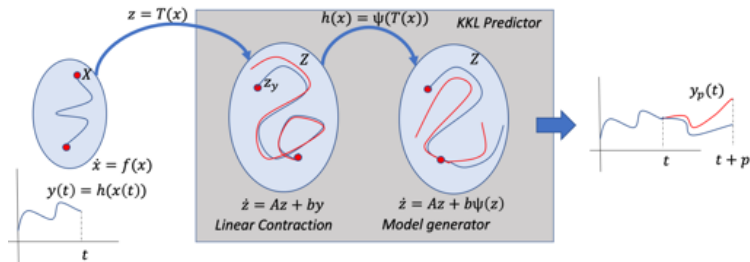 z = T(x)
h(x) = ψ(T(x))
KKL Predictor
X
Z
z_y
Z
y_p(t)
ẋ = f(x)
y(t) = h(x(t))
t
ż = Az + by
Linear Contraction
ż = Az + bψ(z)
Model generator
t
t + p